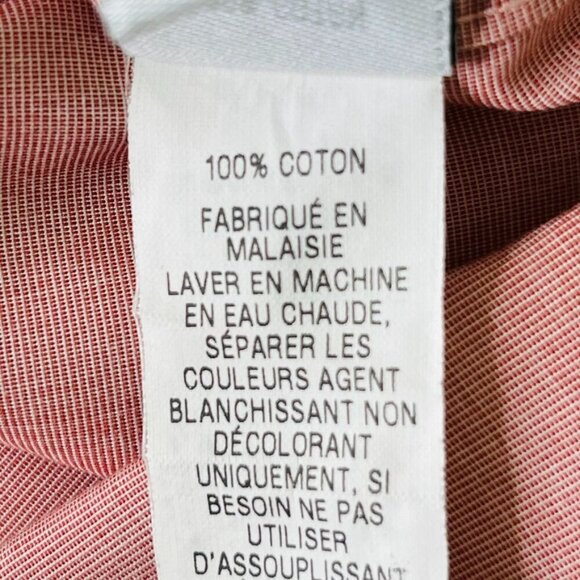 100% COTON
FABRIQUÉ EN
MALAISIE
LAVER EN MACHINE
EN EAU CHAUDE,
SÉPARER LES
COULEURS AGENT
BLANCHISSANT NON
DÉCOLORANT
UNIQUEMENT, SI
BESOIN NE PAS
UTILISER
D'ASSOUPLISSANT